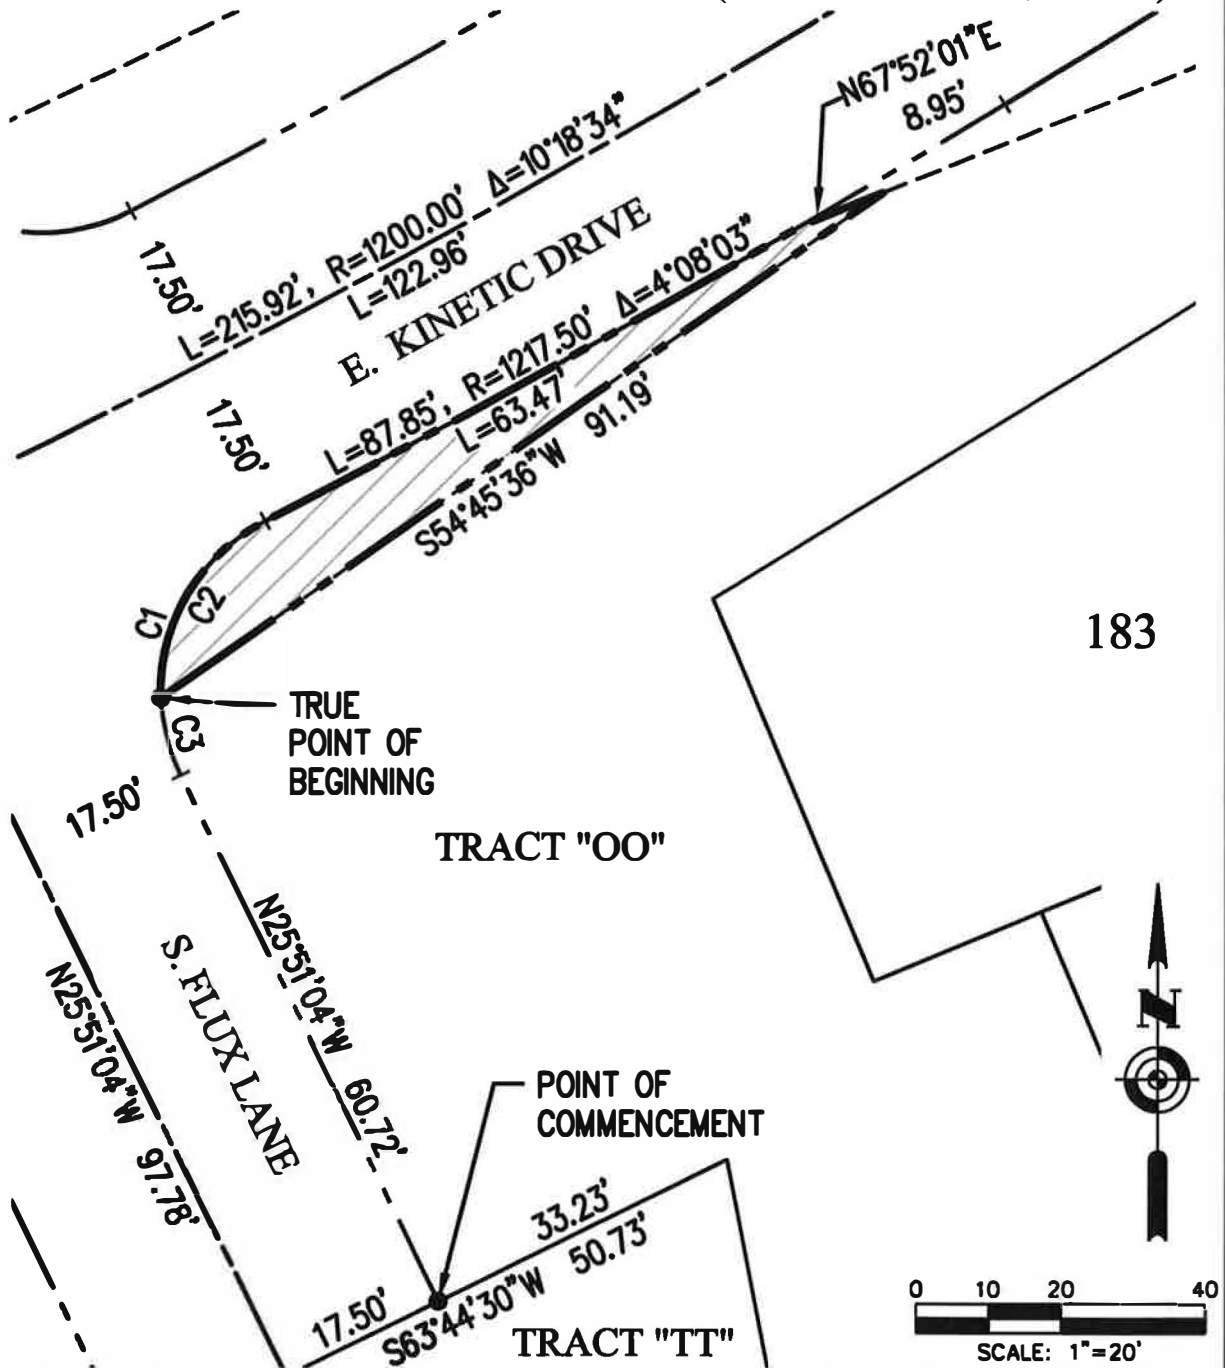 N67°52'01"E
8.95'
L=215.92', R=1200.00' Δ=10°18'34"
L=122.96'
17.50'
E. KINETIC DRIVE
L=87.85', R=1217.50' Δ=4°08'03"
L=63.47'
17.50'
S54°45'36"W 91.19'
C1
C2
183
TRUE
POINT OF
BEGINNING
C3
17.50'
TRACT "OO"
N25°51'04"W 60.72'
S. FLUX LANE
N25°51'04"W 97.78'
N
POINT OF
COMMENCEMENT
33.23'
17.50'
S63°44'30"W 50.73'
TRACT "TT"
0 10 20 40
SCALE: 1"=20'